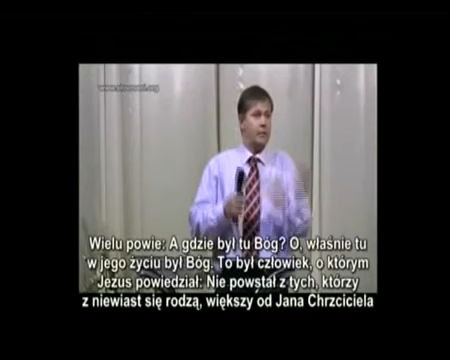 Wielu powie: A gdzie był tu Bóg? O, właśnie tu
w jego życiu był Bóg. To był człowiek, o którym
Jezus powiedział: Nie powstał z tych, którzy
z niewiast się rodzą, większy od Jana Chrzciciela